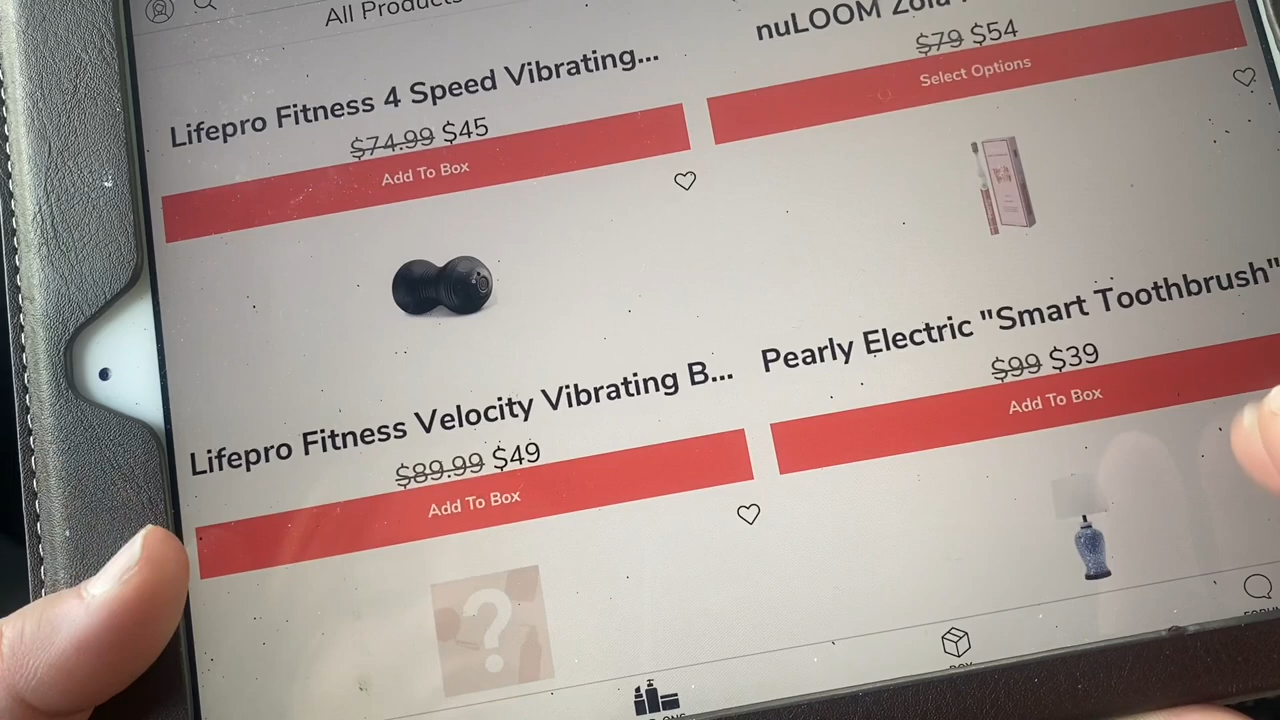 All Products
Lifepro Fitness 4 Speed Vibrating...
$74.99 $45
Add To Box
nuLOOM Zola
$79 $54
Select Options
Lifepro Fitness Velocity Vibrating B...
$89.99 $49
Add To Box
Pearly Electric "Smart Toothbrush"
$99 $39
Add To Box
?